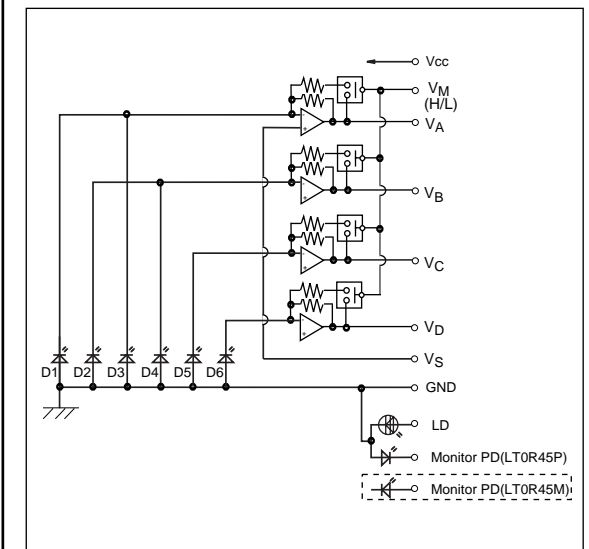 Vcc
VM
(H/L)
VA
- +
VB
- +
VC
- +
VD
- +
VS
D1 D2 D3 D4 D5 D6
GND
LD
Monitor PD(LT0R45P)
Monitor PD(LT0R45M)